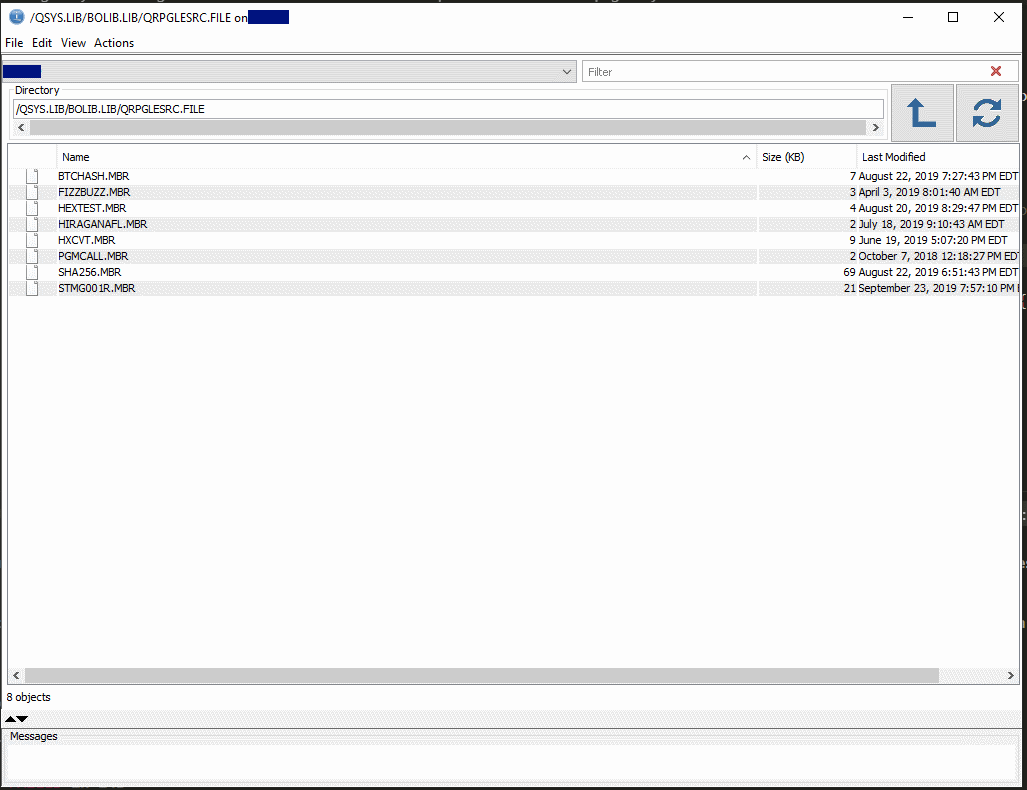 /QSYS.LIB/BOLIB.LIB/QRPGLESRC.FILE on
File Edit View Actions
Filter
Directory
/QSYS.LIB/BOLIB.LIB/QRPGLESRC.FILE
Name Size (KB) Last Modified
BTCHASH.MBR 7 August 22, 2019 7:27:43 PM EDT
FIZZBUZZ.MBR 3 April 3, 2019 8:01:40 AM EDT
HEXTEST.MBR 4 August 20, 2019 8:29:47 PM EDT
HIRAGANAFL.MBR 2 July 18, 2019 9:10:43 AM EDT
HXCVT.MBR 9 June 19, 2019 5:07:20 PM EDT
PGMCALL.MBR 2 October 7, 2018 12:18:27 PM EDT
SHA256.MBR 69 August 22, 2019 6:51:43 PM EDT
STMG001R.MBR 21 September 23, 2019 7:57:10 PM
8 objects
Messages